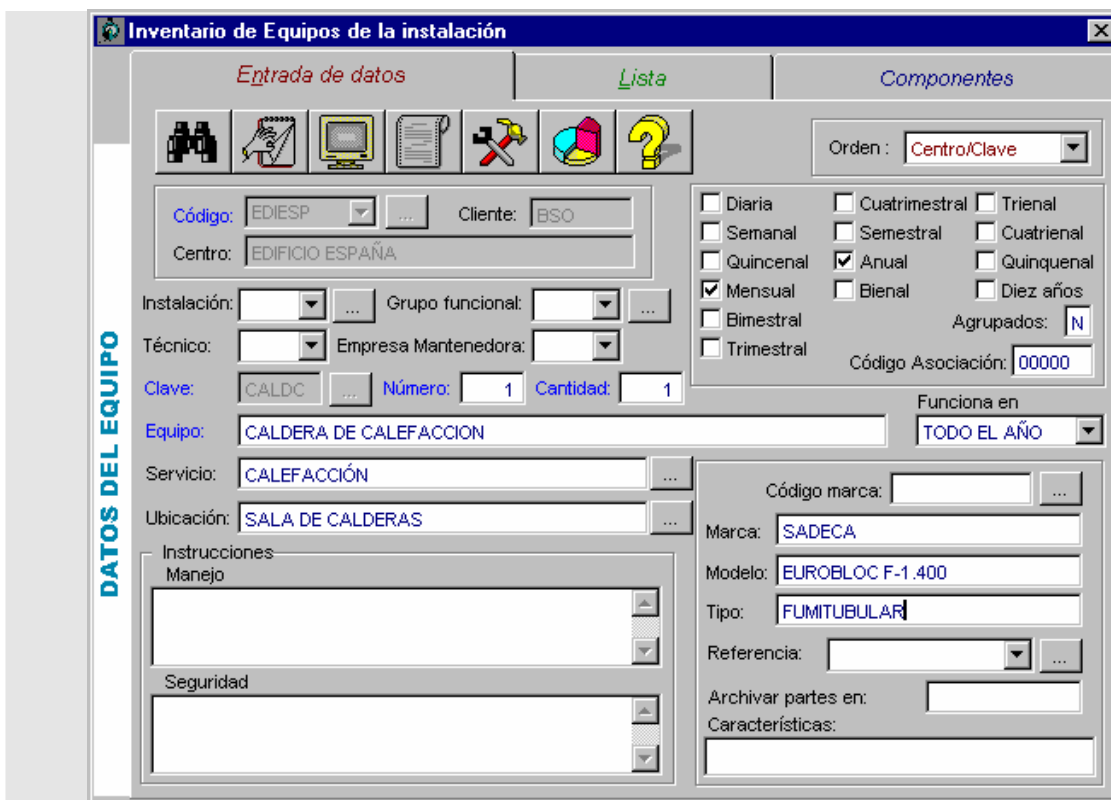 Inventario de Equipos de la instalación
Entrada de datos
Lista
Componentes
Orden :
Centro/Clave
Código:
EDIESP
...
Cliente:
BSO
Centro:
EDIFICIO ESPAÑA
Diaria
Cuatrimestral
Trienal
Semanal
Semestral
Cuatrienal
Quincenal
Anual
Quinquenal
Mensual
Bienal
Diez años
Bimestral
Agrupados:
N
Trimestral
Código Asociación:
00000
Instalación:
...
Grupo funcional:
...
Técnico:
Empresa Mantenedora:
Clave:
CALDC
...
Número:
1
Cantidad:
1
Funciona en
TODO EL AÑO
Equipo:
CALDERA DE CALEFACCION
Servicio:
CALEFACCIÓN
...
Ubicación:
SALA DE CALDERAS
...
DATOS DEL EQUIPO
Instrucciones
Manejo
Seguridad
Código marca:
...
Marca:
SADECA
Modelo:
EUROBLOC F-1.400
Tipo:
FUMITUBULAR
Referencia:
...
Archivar partes en:
Características: